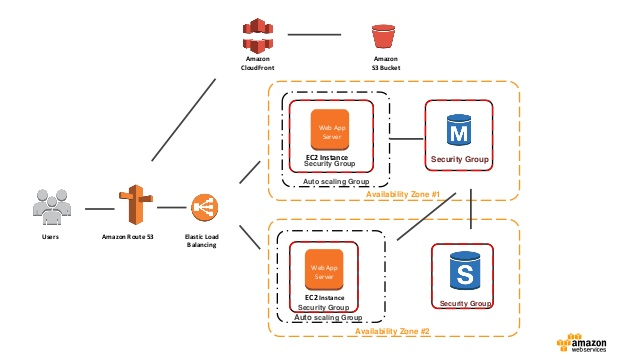 Amazon
CloudFront
Amazon
S3 Bucket
Web App
Server
EC2 Instance
Security Group
Auto scaling Group
M
Security Group
Availability Zone #1
Users
Amazon Route 53
Elastic Load
Balancing
Web App
Server
EC2 Instance
Security Group
Auto scaling Group
S
Security Group
Availability Zone #2
amazon
webservices